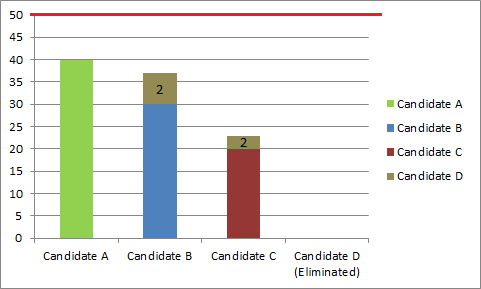 50
45
40
35
30
25
20
15
10
5
0
2
2
Candidate A
Candidate B
Candidate C
Candidate D
(Eliminated)
Candidate A
Candidate B
Candidate C
Candidate D